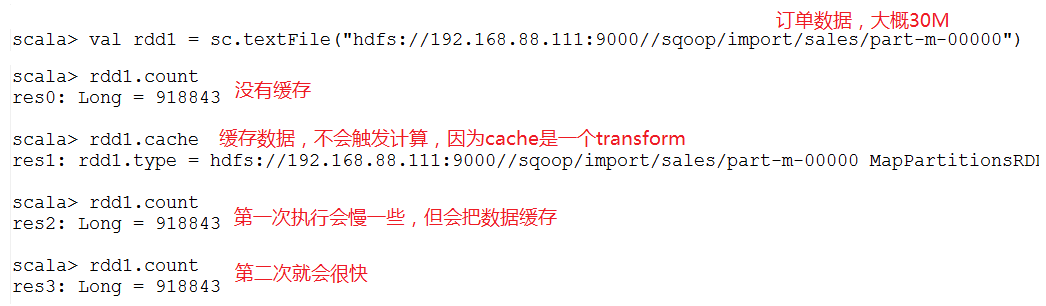 订单数据，大概30M
scala> val rdd1 = sc.textFile("hdfs://192.168.88.111:9000//sqoop/import/sales/part-m-00000")
scala> rdd1.count
res0: Long = 918843 没有缓存
scala> rdd1.cache 缓存数据，不会触发计算，因为cache是一个transform
res1: rdd1.type = hdfs://192.168.88.111:9000//sqoop/import/sales/part-m-00000 MapPartitionsRDI
scala> rdd1.count
res2: Long = 918843 第一次执行会慢一些，但会把数据缓存
scala> rdd1.count
res3: Long = 918843 第二次就会很快